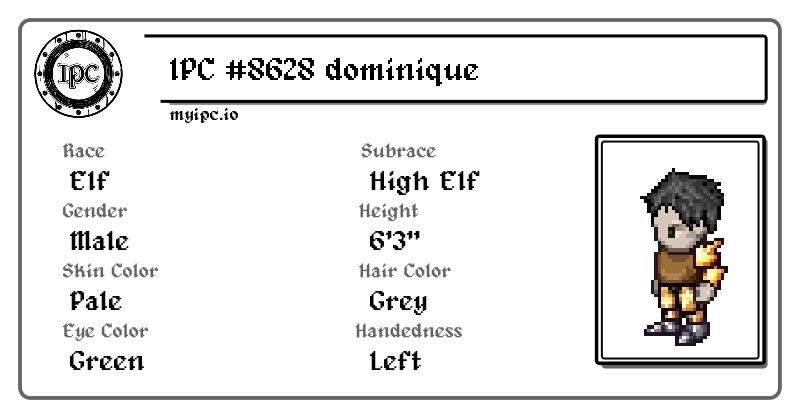 IPC
IPC #8628 dominique
myipc.io
Race
Elf
Subrace
High Elf
Gender
Male
Height
6'3"
Skin Color
Pale
Hair Color
Grey
Eye Color
Green
Handedness
Left